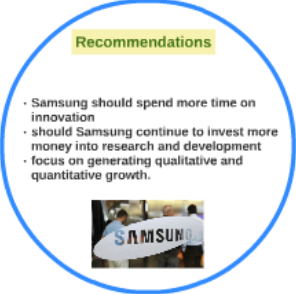 Recommendations
· Samsung should spend more time on
innovation
· should Samsung continue to invest more
money into research and development
· focus on generating qualitative and
quantitative growth.
SAMSUNG